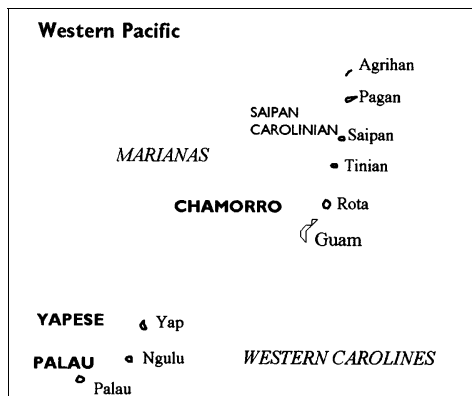 Western Pacific
Agrihan
Pagan
SAIPAN
CAROLINIAN
Saipan
MARIANAS
Tinian
CHAMORRO
Rota
Guam
YAPESE
Yap
PALAU
Ngulu
WESTERN CAROLINES
Palau